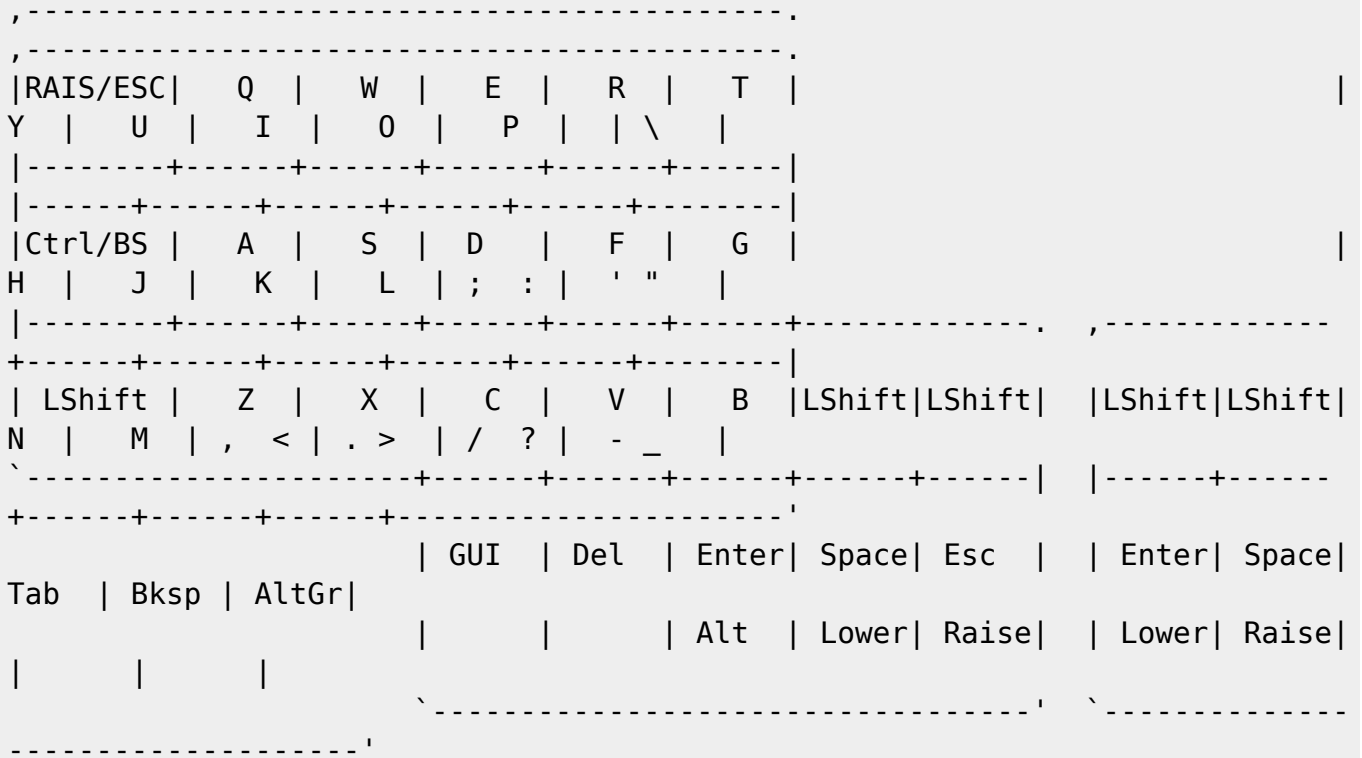 ,-------------------------------------------.
,-------------------------------------------.
|RAIS/ESC|   Q  |   W  |   E  |   R  |   T  |                              |
Y  |   U  |   I  |   O  |   P  |  | \   |
|--------+------+------+------+------+------|
|------+------+------+------+------+--------|
|Ctrl/BS |   A  |   S  |  D   |   F  |   G  |                              |
H  |   J  |   K  |   L  | ;  : |  ' "   |
|--------+------+------+------+------+------+-------------.  ,-------------
+------+------+------+------+------+--------|
| LShift |   Z  |   X  |   C  |   V  |   B  |LShift|LShift|  |LShift|LShift|
N  |   M  | ,  < | . >  | /  ? |  - _   |
`----------------------+------+------+------+------+------|  |------+------
+------+------+------+----------------------'
                       | GUI  | Del  | Enter| Space| Esc  |  | Enter| Space|
Tab  | Bksp | AltGr|
                       |      |      | Alt  | Lower| Raise|  | Lower| Raise|
|      |      |
                       `----------------------------------'  `--------------
--------------------'